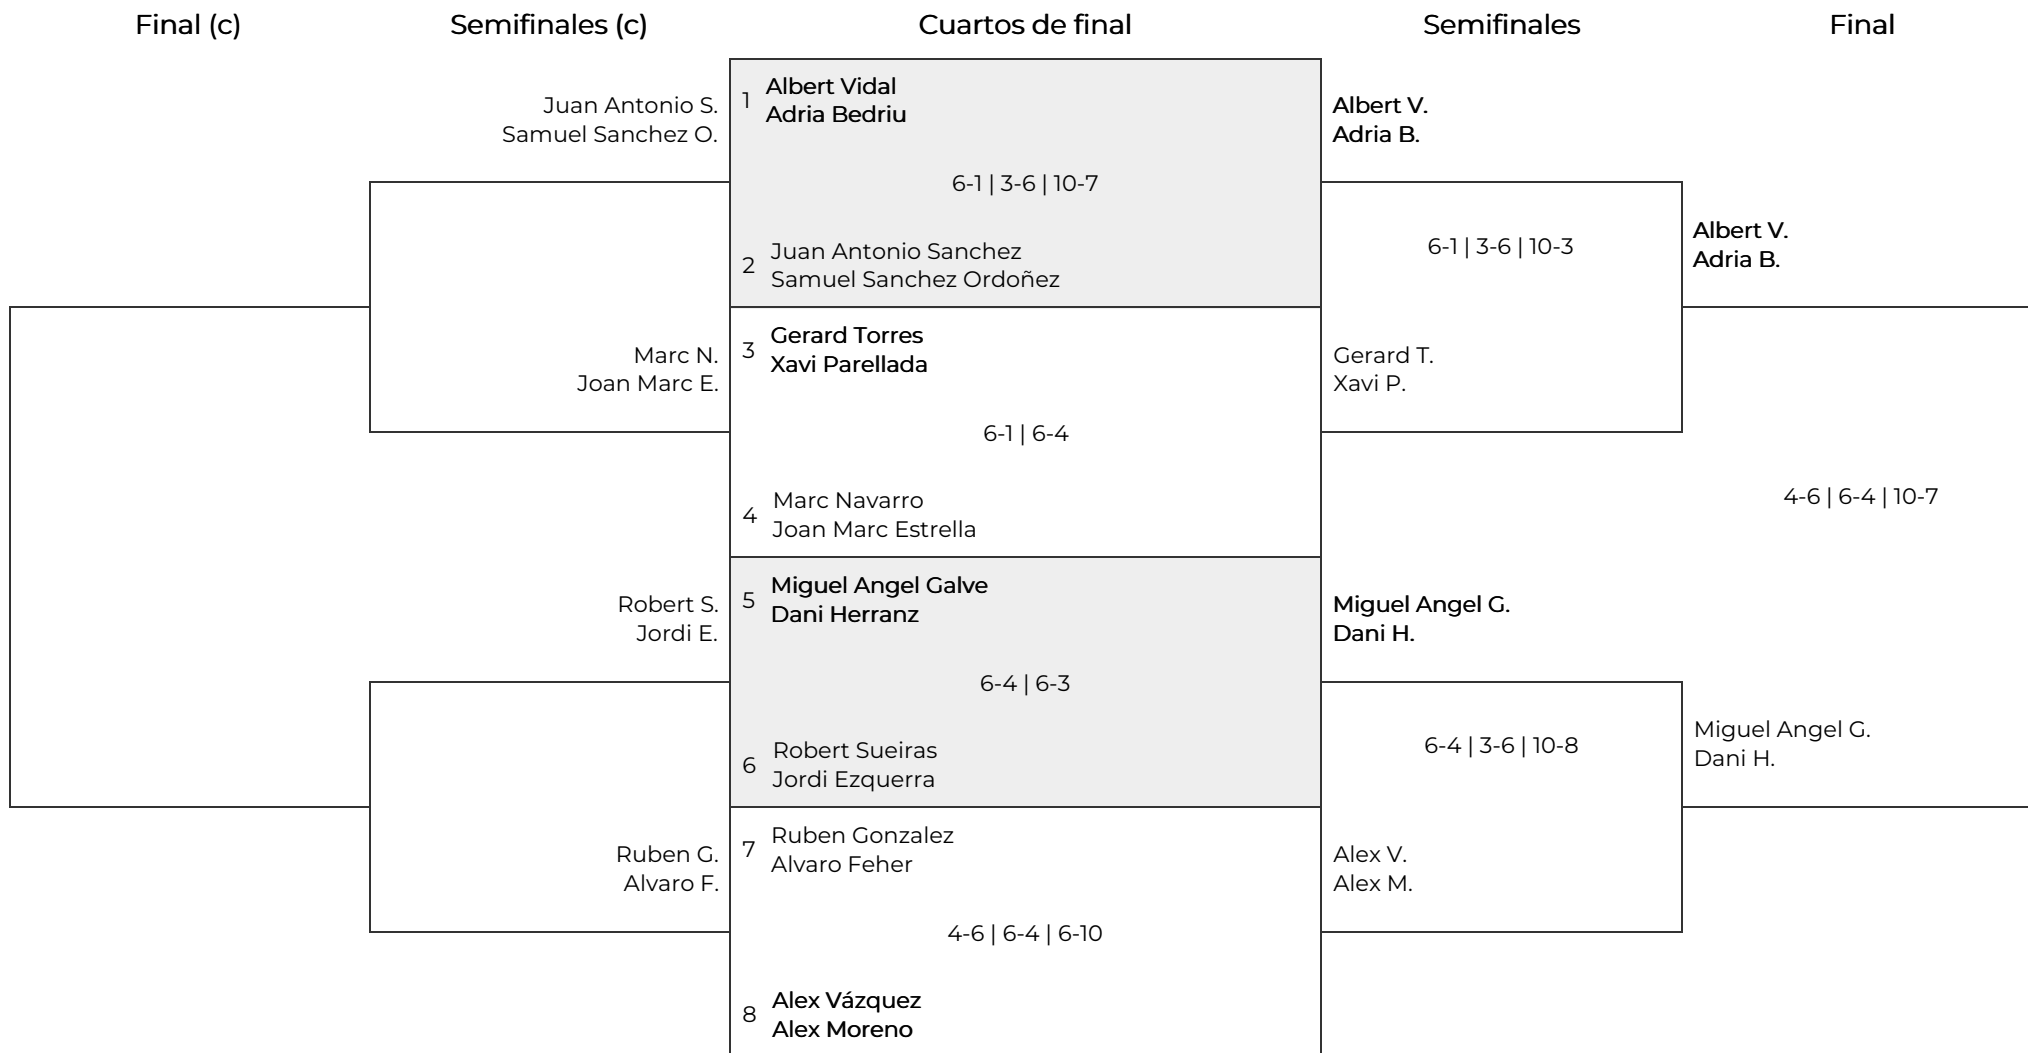 Final (c)
Semifinales (c)
Cuartos de final
Semifinales
Final
Juan Antonio S.
Samuel Sanchez O.
Marc N.
Joan Marc E.
Robert S.
Jordi E.
Ruben G.
Alvaro F.
1
Albert Vidal
Adria Bedriu
6-1 | 3-6 | 10-7
2
Juan Antonio Sanchez
Samuel Sanchez Ordoñez
3
Gerard Torres
Xavi Parellada
6-1 | 6-4
4
Marc Navarro
Joan Marc Estrella
5
Miguel Angel Galve
Dani Herranz
6-4 | 6-3
6
Robert Sueiras
Jordi Ezquerra
7
Ruben Gonzalez
Alvaro Feher
4-6 | 6-4 | 6-10
8
Alex Vázquez
Alex Moreno
Albert V.
Adria B.
6-1 | 3-6 | 10-3
Gerard T.
Xavi P.
Miguel Angel G.
Dani H.
6-4 | 3-6 | 10-8
Alex V.
Alex M.
Albert V.
Adria B.
4-6 | 6-4 | 10-7
Miguel Angel G.
Dani H.